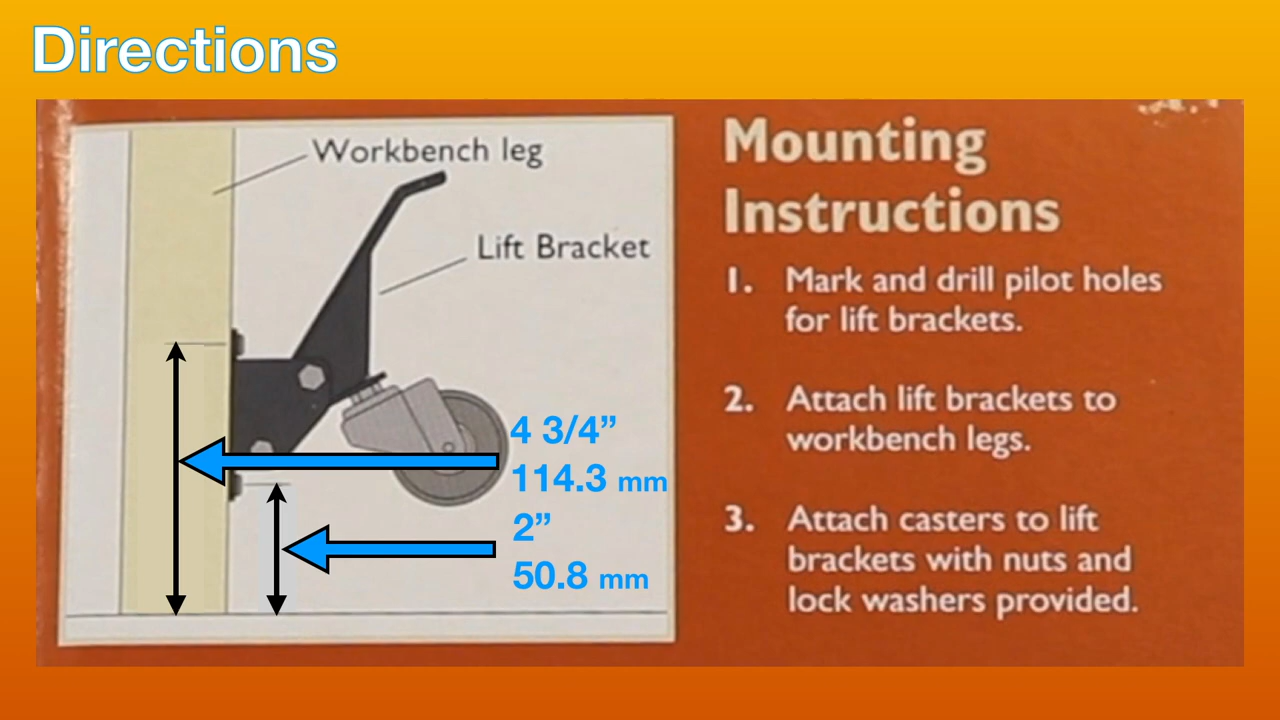 Directions
Workbench leg
Lift Bracket
4 3/4”
114.3 mm
2”
50.8 mm
Mounting
Instructions
1. Mark and drill pilot holes
for lift brackets.
2. Attach lift brackets to
workbench legs.
3. Attach casters to lift
brackets with nuts and
lock washers provided.